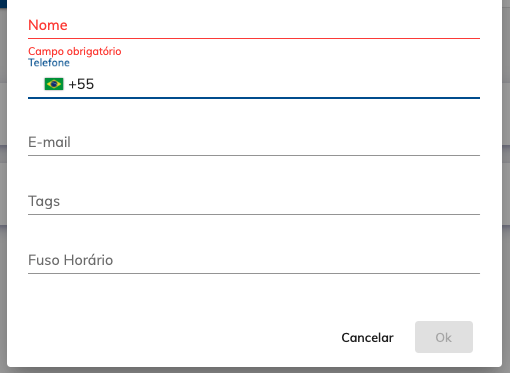 Nome
Campo obrigatório
Telefone
+55
E-mail
Tags
Fuso Horário
Cancelar Ok